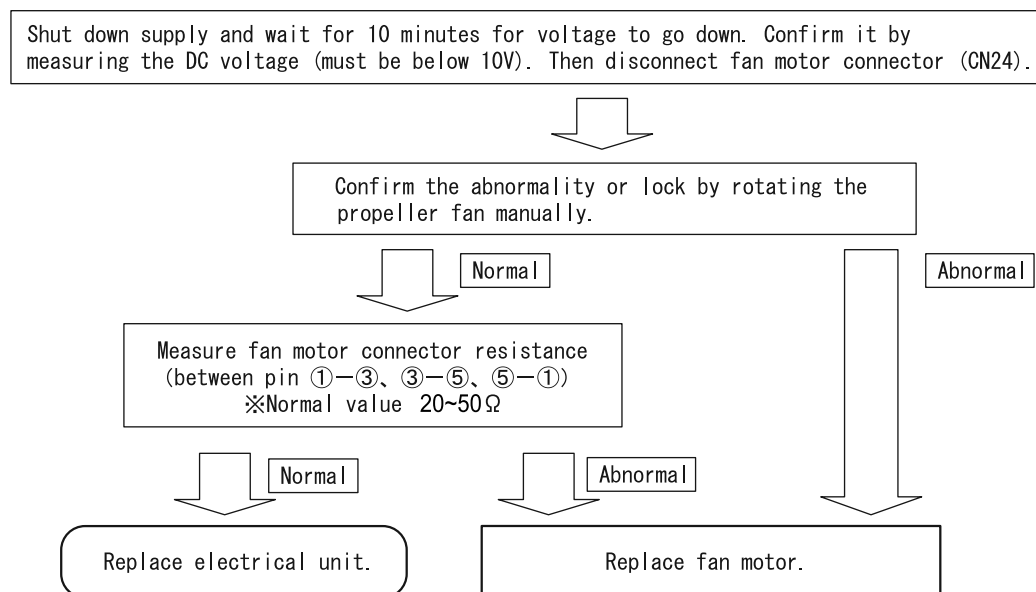 Shut down supply and wait for 10 minutes for voltage to go down. Confirm it by
measuring the DC voltage (must be below 10V). Then disconnect fan motor connector (CN24).
Confirm the abnormality or lock by rotating the
propeller fan manually.
Normal
Abnormal
Measure fan motor connector resistance
(between pin ①－③、③－⑤、⑤－①)
※Normal value 20~50Ω
Normal
Abnormal
Replace electrical unit.
Replace fan motor.